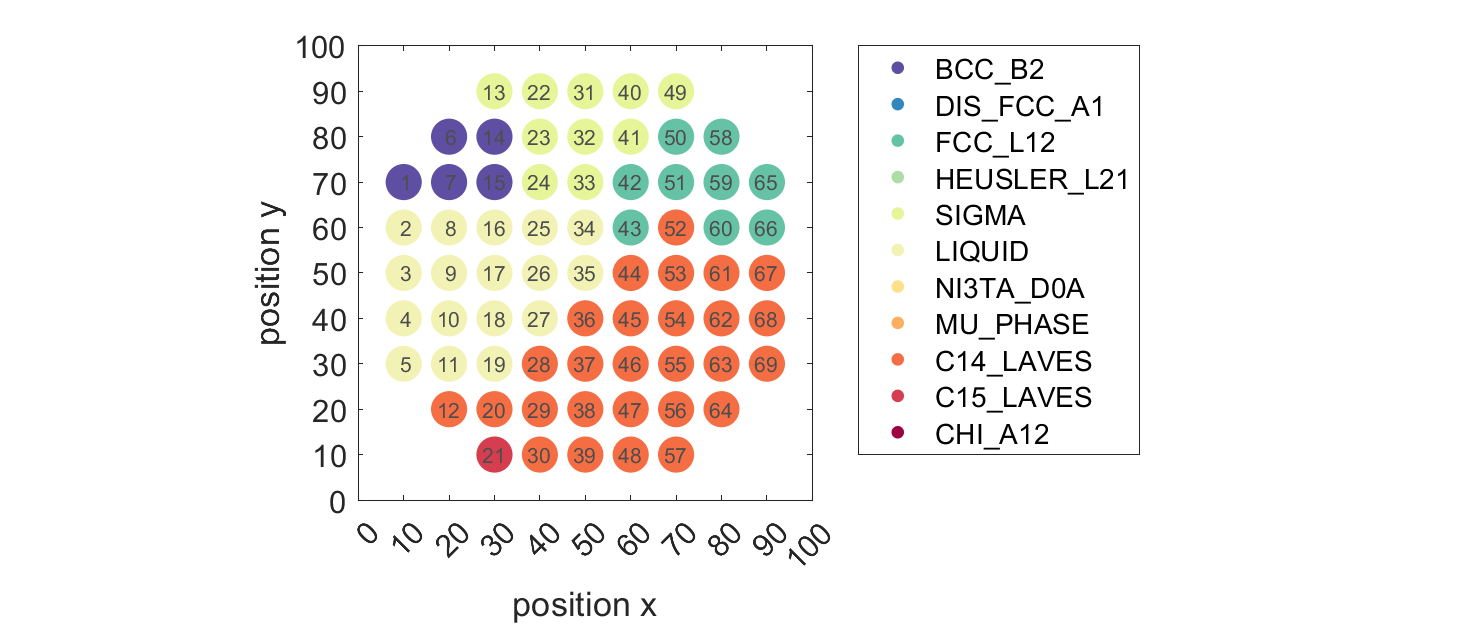 100
90
80
70
60
50
40
30
20
10
0
position y
13 22 31 40 49
6 14 23 32 41 50 58
1 7 15 24 33 42 51 59 65
2 8 16 25 34 43 52 60 66
3 9 17 26 35 44 53 61 67
4 10 18 27 36 45 54 62 68
5 11 19 28 37 46 55 63 69
12 20 29 38 47 56 64
21 30 39 48 57
0 10 20 30 40 50 60 70 80 90 100
position x
BCC_B2
DIS_FCC_A1
FCC_L12
HEUSLER_L21
SIGMA
LIQUID
NI3TA_D0A
MU_PHASE
C14_LAVES
C15_LAVES
CHI_A12